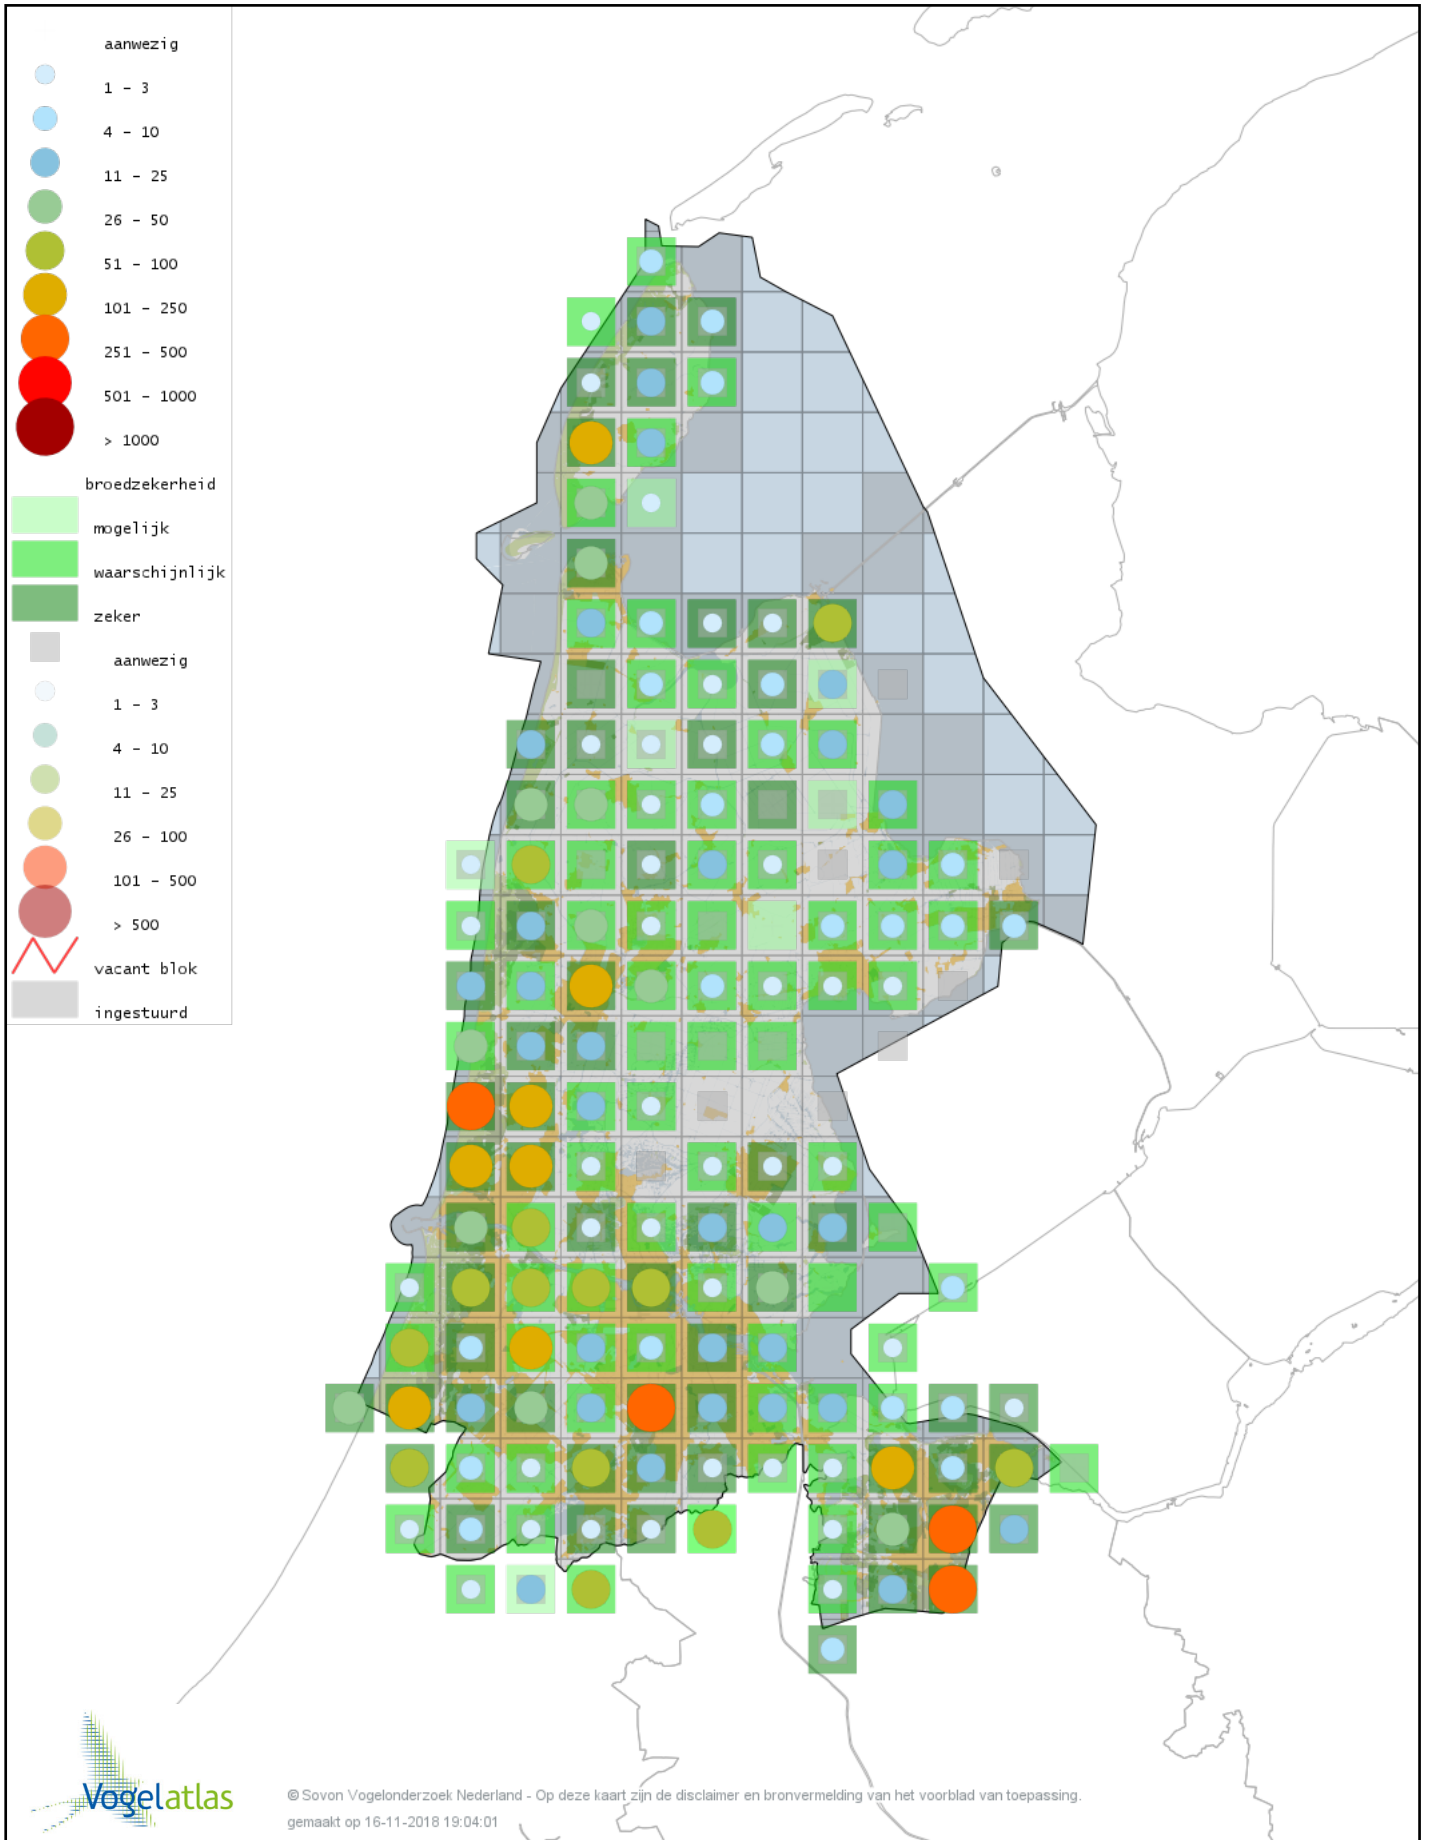 aanwezig
1 - 3
4 - 10
11 - 25
26 - 50
51 - 100
101 - 250
251 - 500
501 - 1000
> 1000
broedzekerheid
mogelijk
waarschijnlijk
zeker
aanwezig
1 - 3
4 - 10
11 - 25
26 - 100
101 - 500
> 500
vacant blok
ingestuurd
Vogelatlas
© Sovon Vogelonderzoek Nederland - Op deze kaart zijn de disclaimer en bronvermelding van het voorblad van toepassing.
gemaakt op 16-11-2018 19:04:01